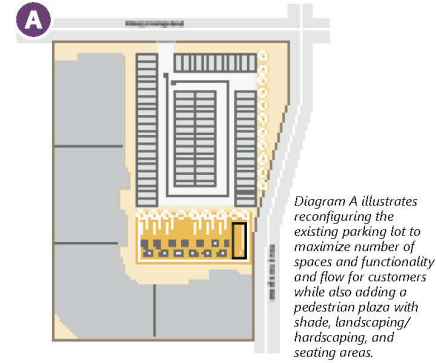 A
Diagram A illustrates
reconfiguring the
existing parking lot to
maximize number of
spaces and functionality
and flow for customers
while also adding a
pedestrian plaza with
shade, landscaping/
hardscaping, and
seating areas.